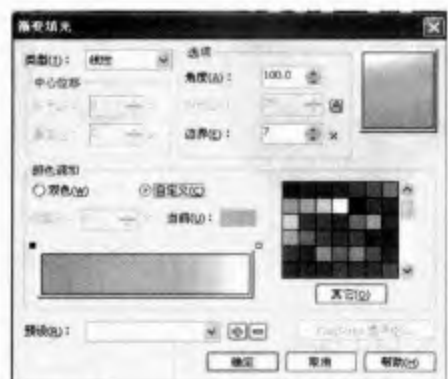 渐变填充
类型(T): 线性
选项
角度(A): 100.0
中心位移
边界(E): 7 %
颜色调和
双色(W) 自定义(C)
当前(U):
其它(O)
预设(R):
确定 取消 帮助(H)